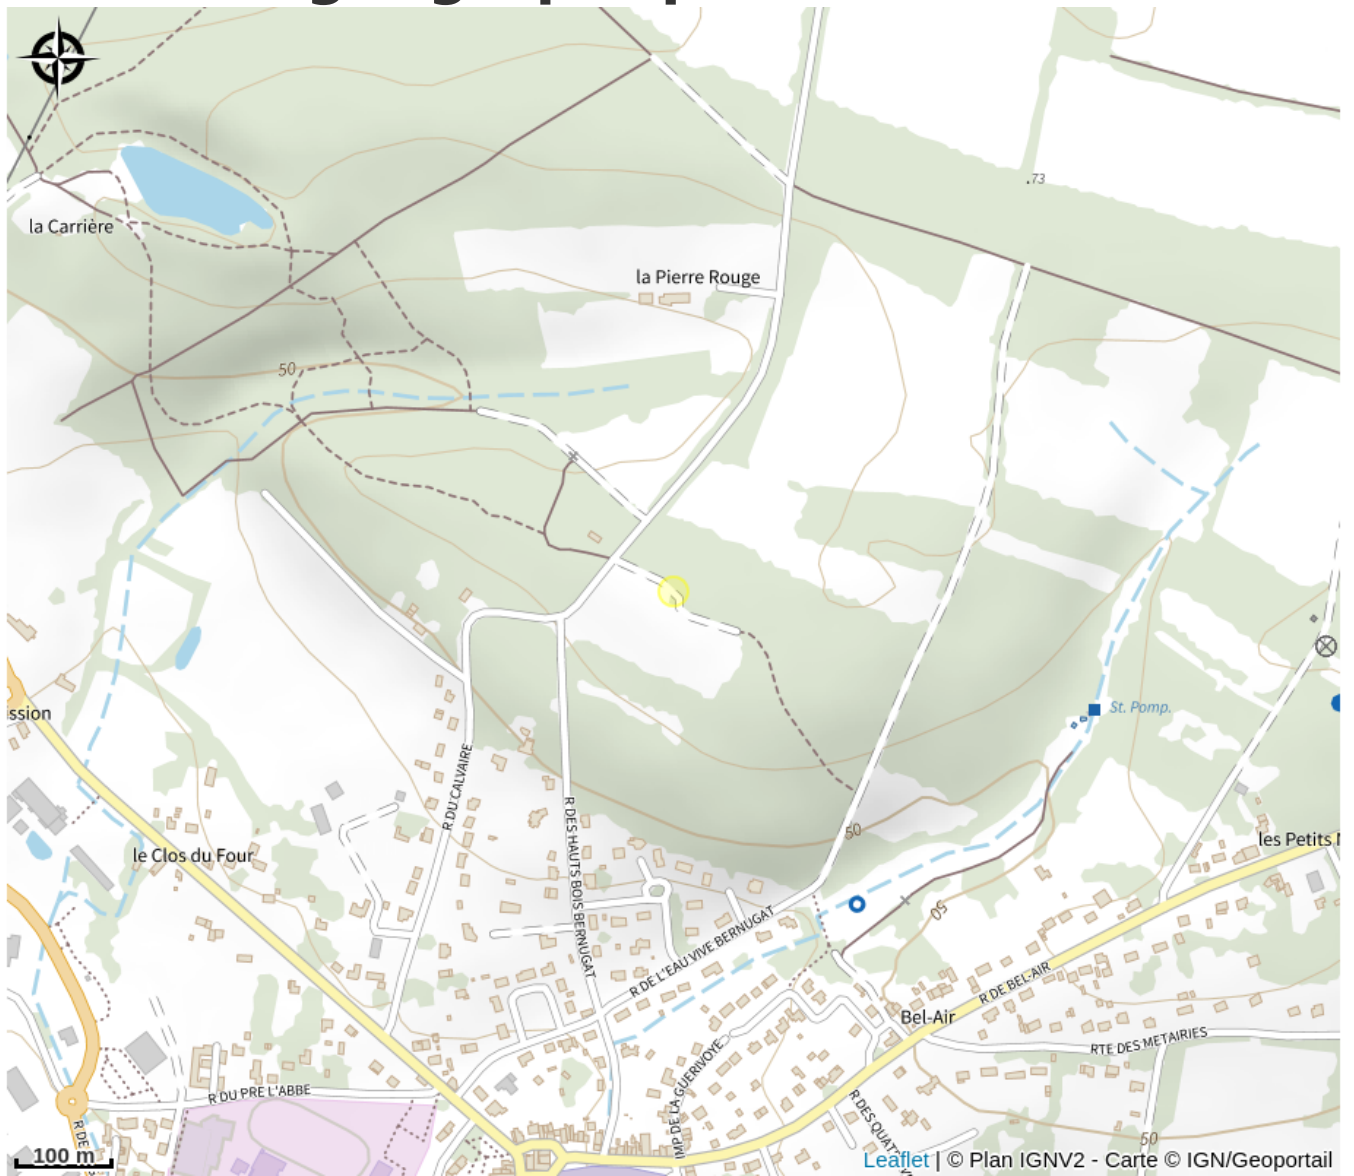 73
la Carrière
la Pierre Rouge
50
ssion
St. Pomp.
R DU CALVAIRE
R DES HAUTS BOIS BERNUGAT
50
les Petits
le Clos du Four
50
R DE L'EAU VIVE BERNUGAT
R DE BEL-AIR
Bel-Air
RTE DES METAIRIES
IMP DE LA GUERIVOYE
R DU PRE L'ABBE
R DES QUAT
R DE
50
100 m
Leaflet | © Plan IGNV2 - Carte © IGN/Geoportail